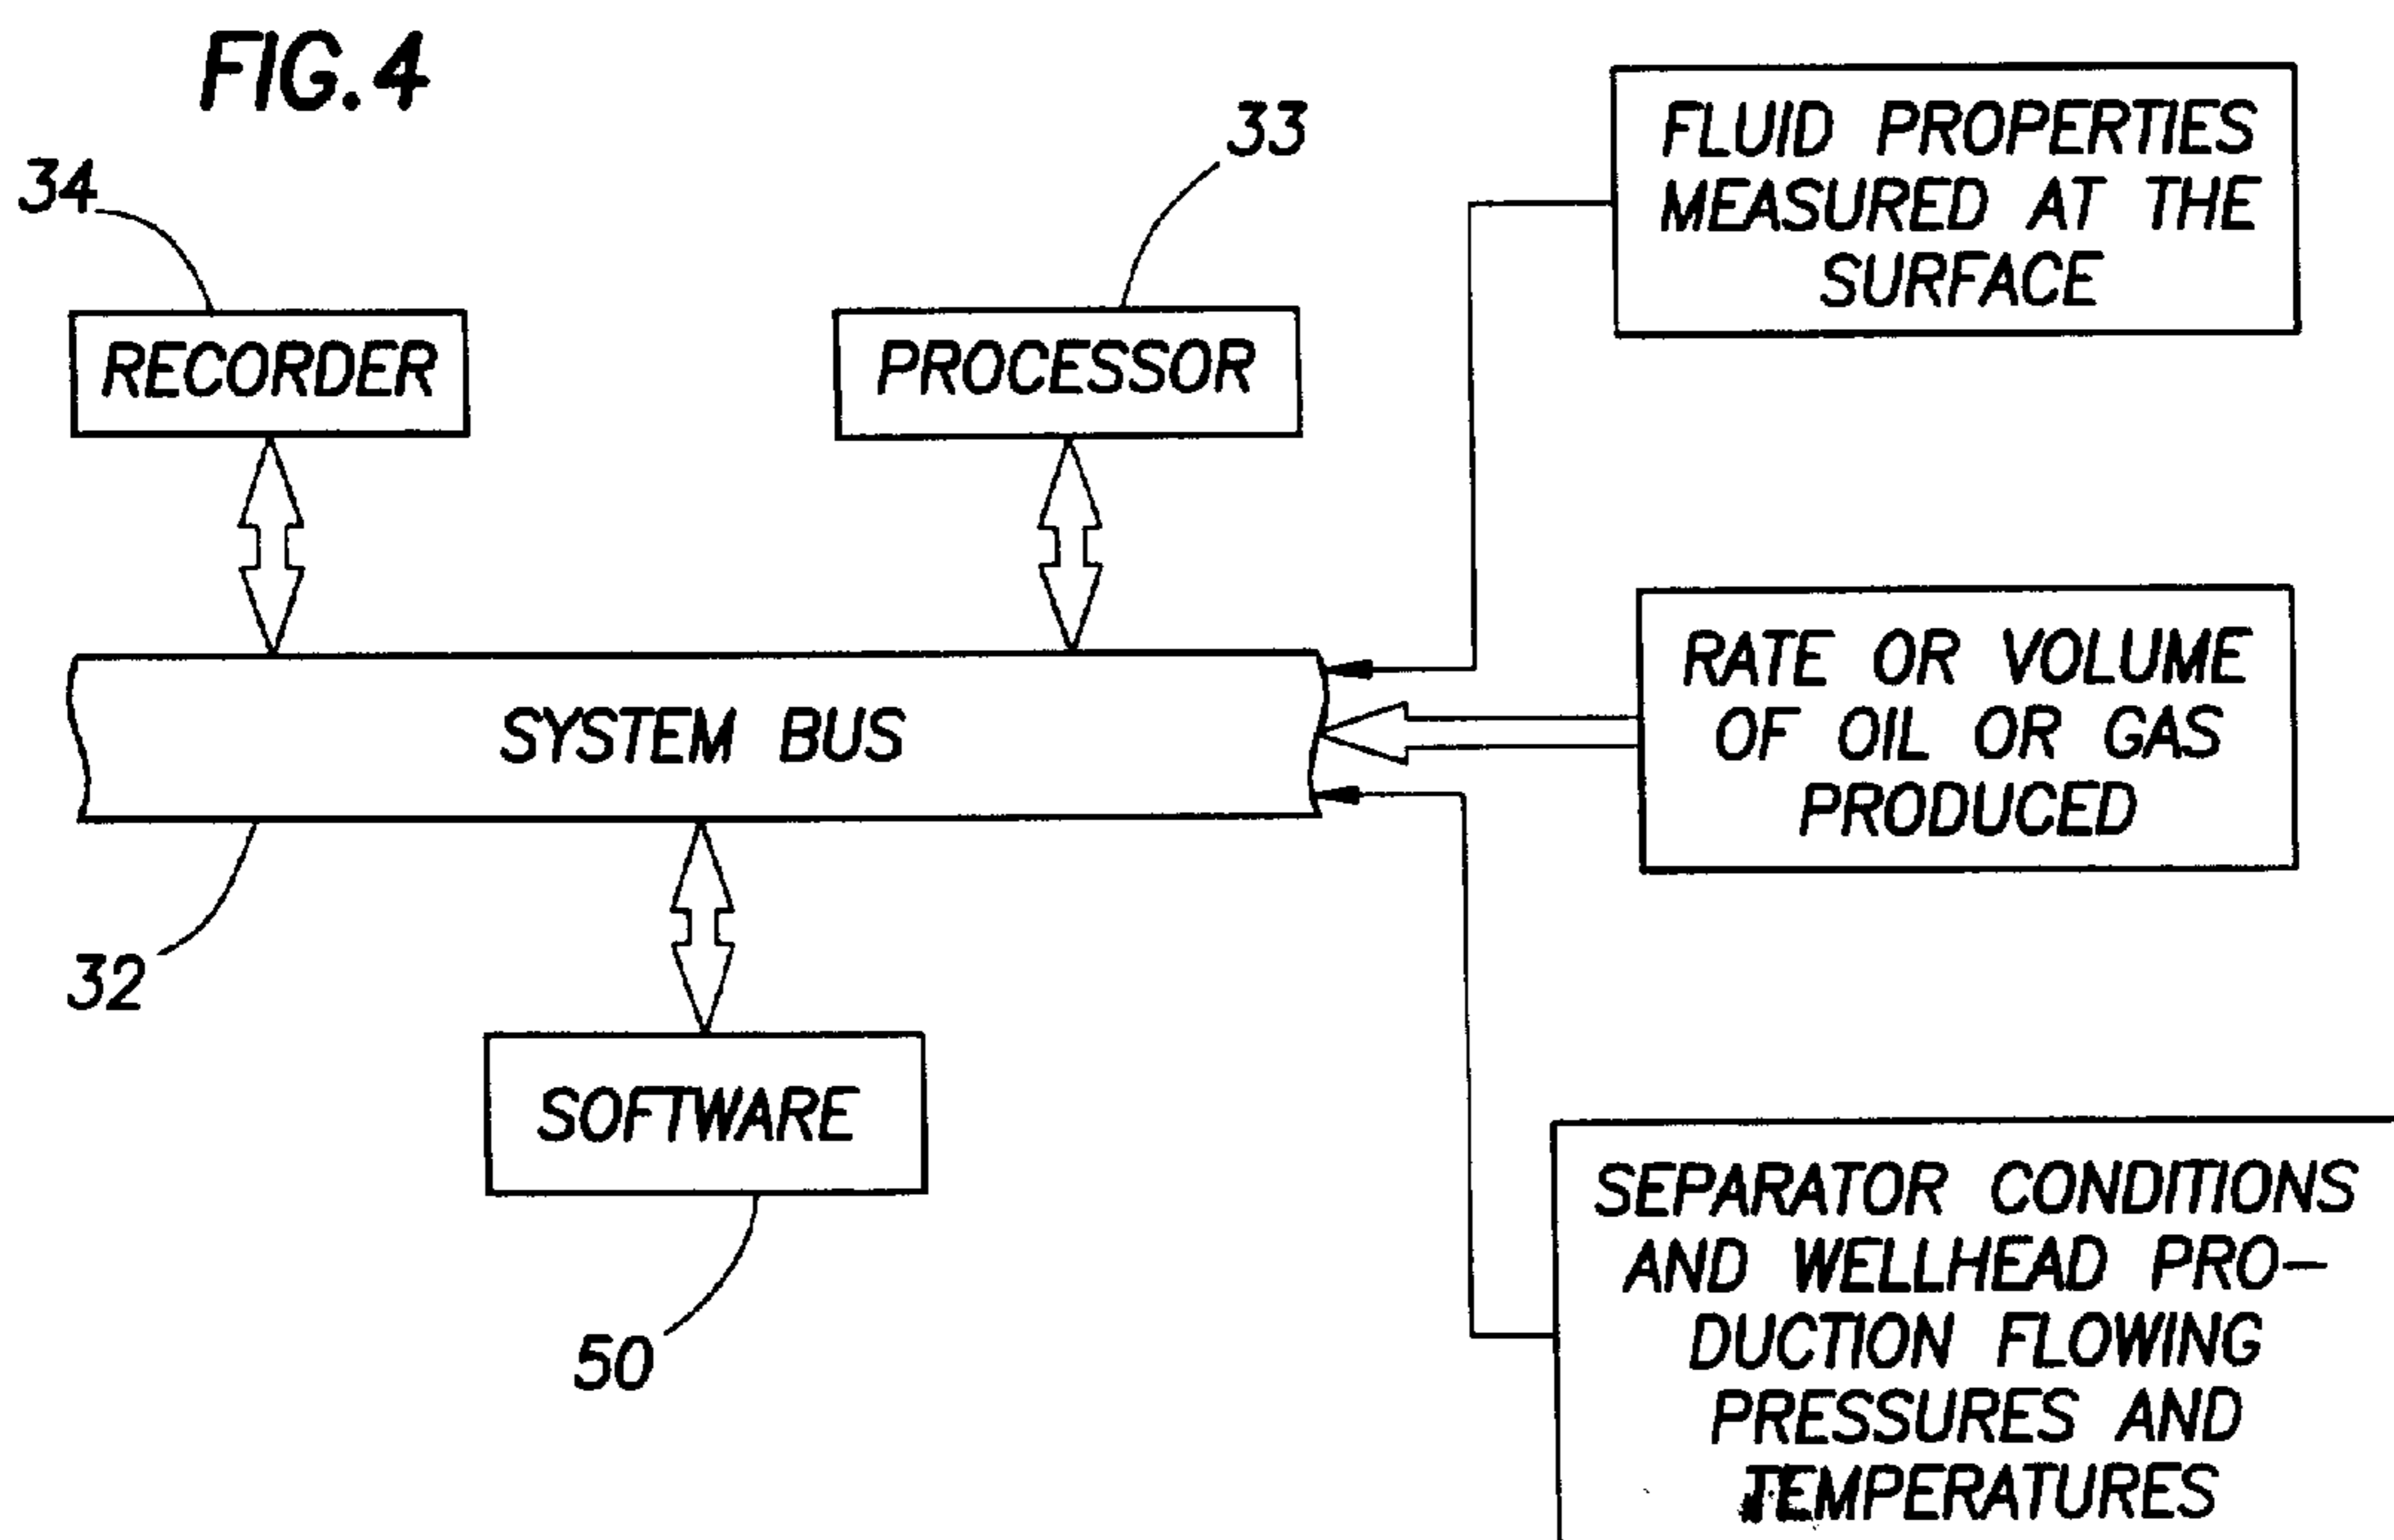 FIG.4
34
33
RECORDER
PROCESSOR
FLUID PROPERTIES
MEASURED AT THE
SURFACE
SYSTEM BUS
RATE OR VOLUME
OF OIL OR GAS
PRODUCED
32
SOFTWARE
50
SEPARATOR CONDITIONS
AND WELLHEAD PRO-
DUCTION FLOWING
PRESSURES AND
TEMPERATURES